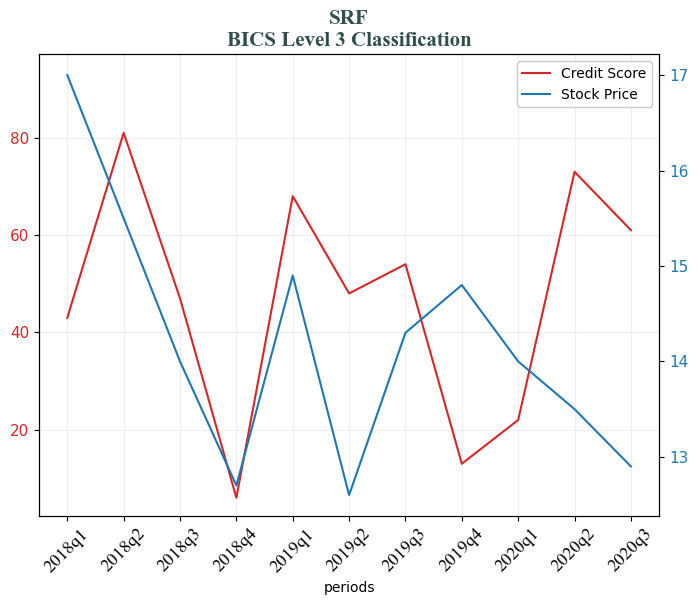 SRF
BICS Level 3 Classification
Credit Score
Stock Price
80
60
40
20
17
16
15
14
13
2018q1 2018q2 2018q3 2018q4 2019q1 2019q2 2019q3 2019q4 2020q1 2020q2 2020q3
periods